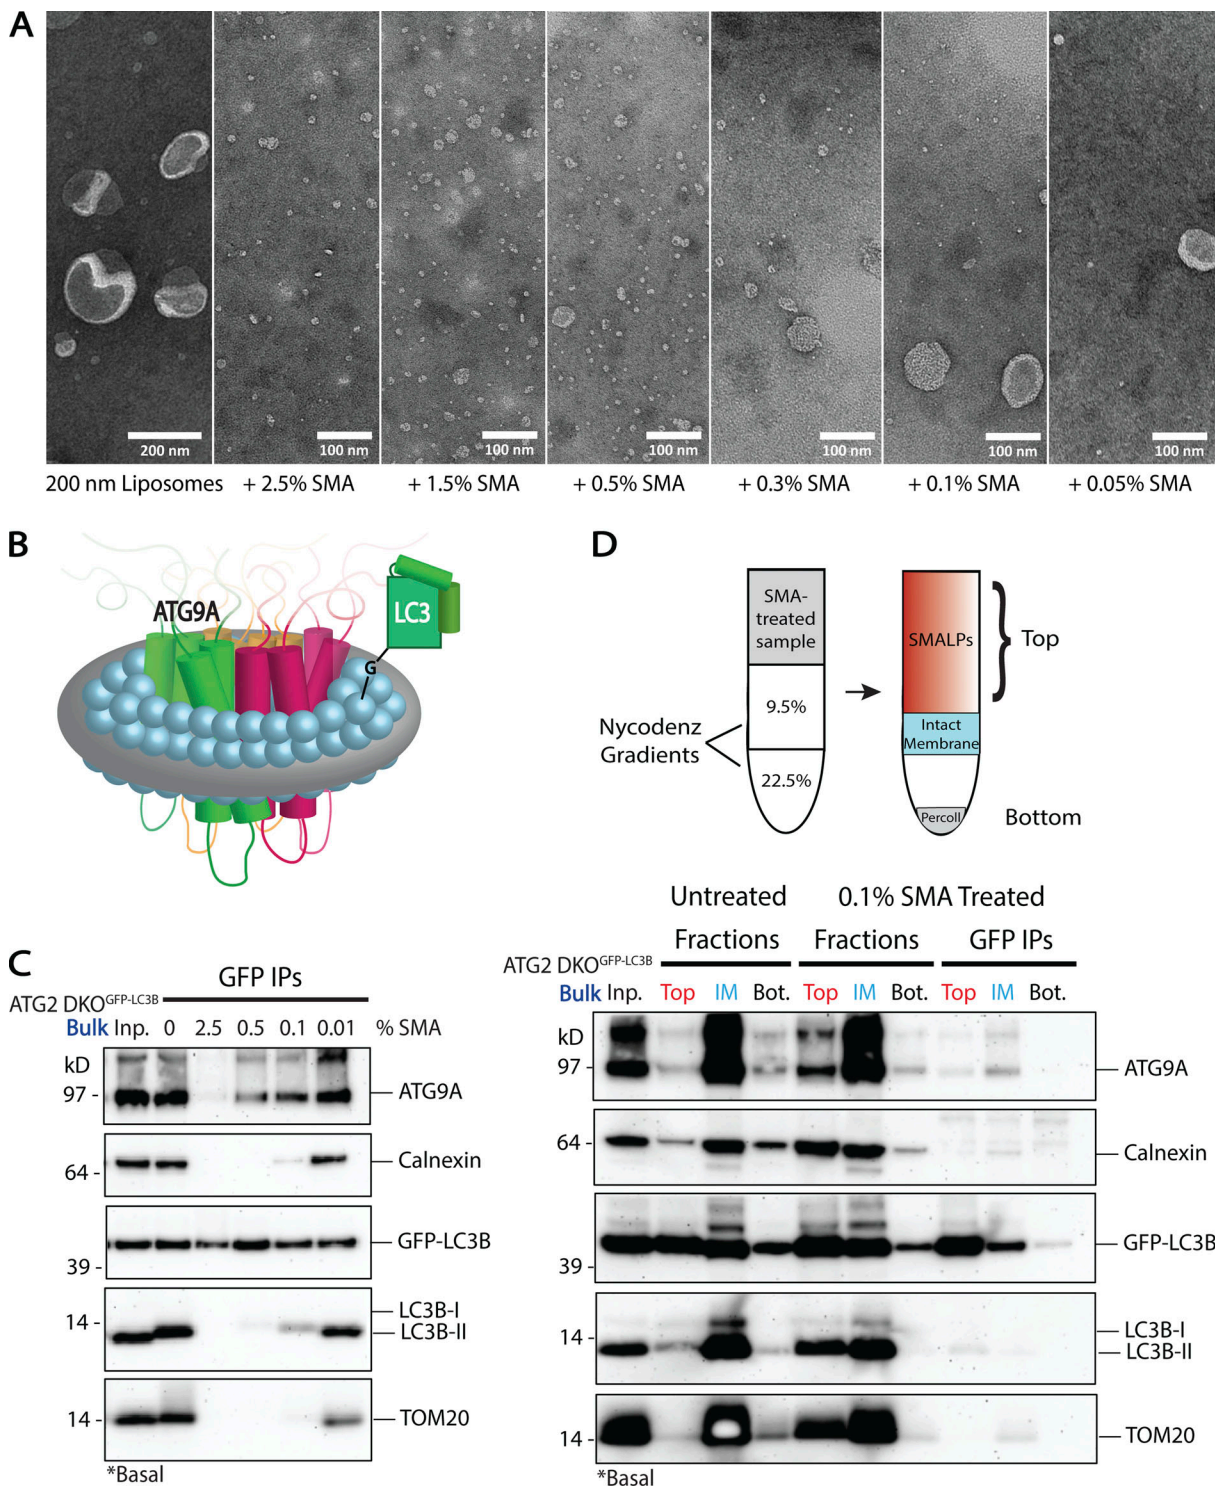 A
200 nm
100 nm
100 nm
100 nm
100 nm
100 nm
100 nm
200 nm Liposomes
+ 2.5% SMA
+ 1.5% SMA
+ 0.5% SMA
+ 0.3% SMA
+ 0.1% SMA
+ 0.05% SMA
B
ATG9A
LC3
G
D
SMA-
treated
sample
9.5%
22.5%
Nycodenz
Gradients
SMALPs
Intact
Membrane
Percoll
Top
Bottom
C
GFP IPs
ATG2 DKO^GFP-LC3B
Bulk Inp. 0 2.5 0.5 0.1 0.01 % SMA
kD
97 -
ATG9A
64 -
Calnexin
39 -
GFP-LC3B
14 -
LC3B-I
LC3B-II
14 -
TOM20
*Basal
Untreated
Fractions
0.1% SMA Treated
Fractions
GFP IPs
ATG2 DKO^GFP-LC3B
Bulk Inp. Top IM Bot. Top IM Bot. Top IM Bot.
kD
97 -
ATG9A
64 -
Calnexin
39 -
GFP-LC3B
14 -
LC3B-I
LC3B-II
14 -
TOM20
*Basal